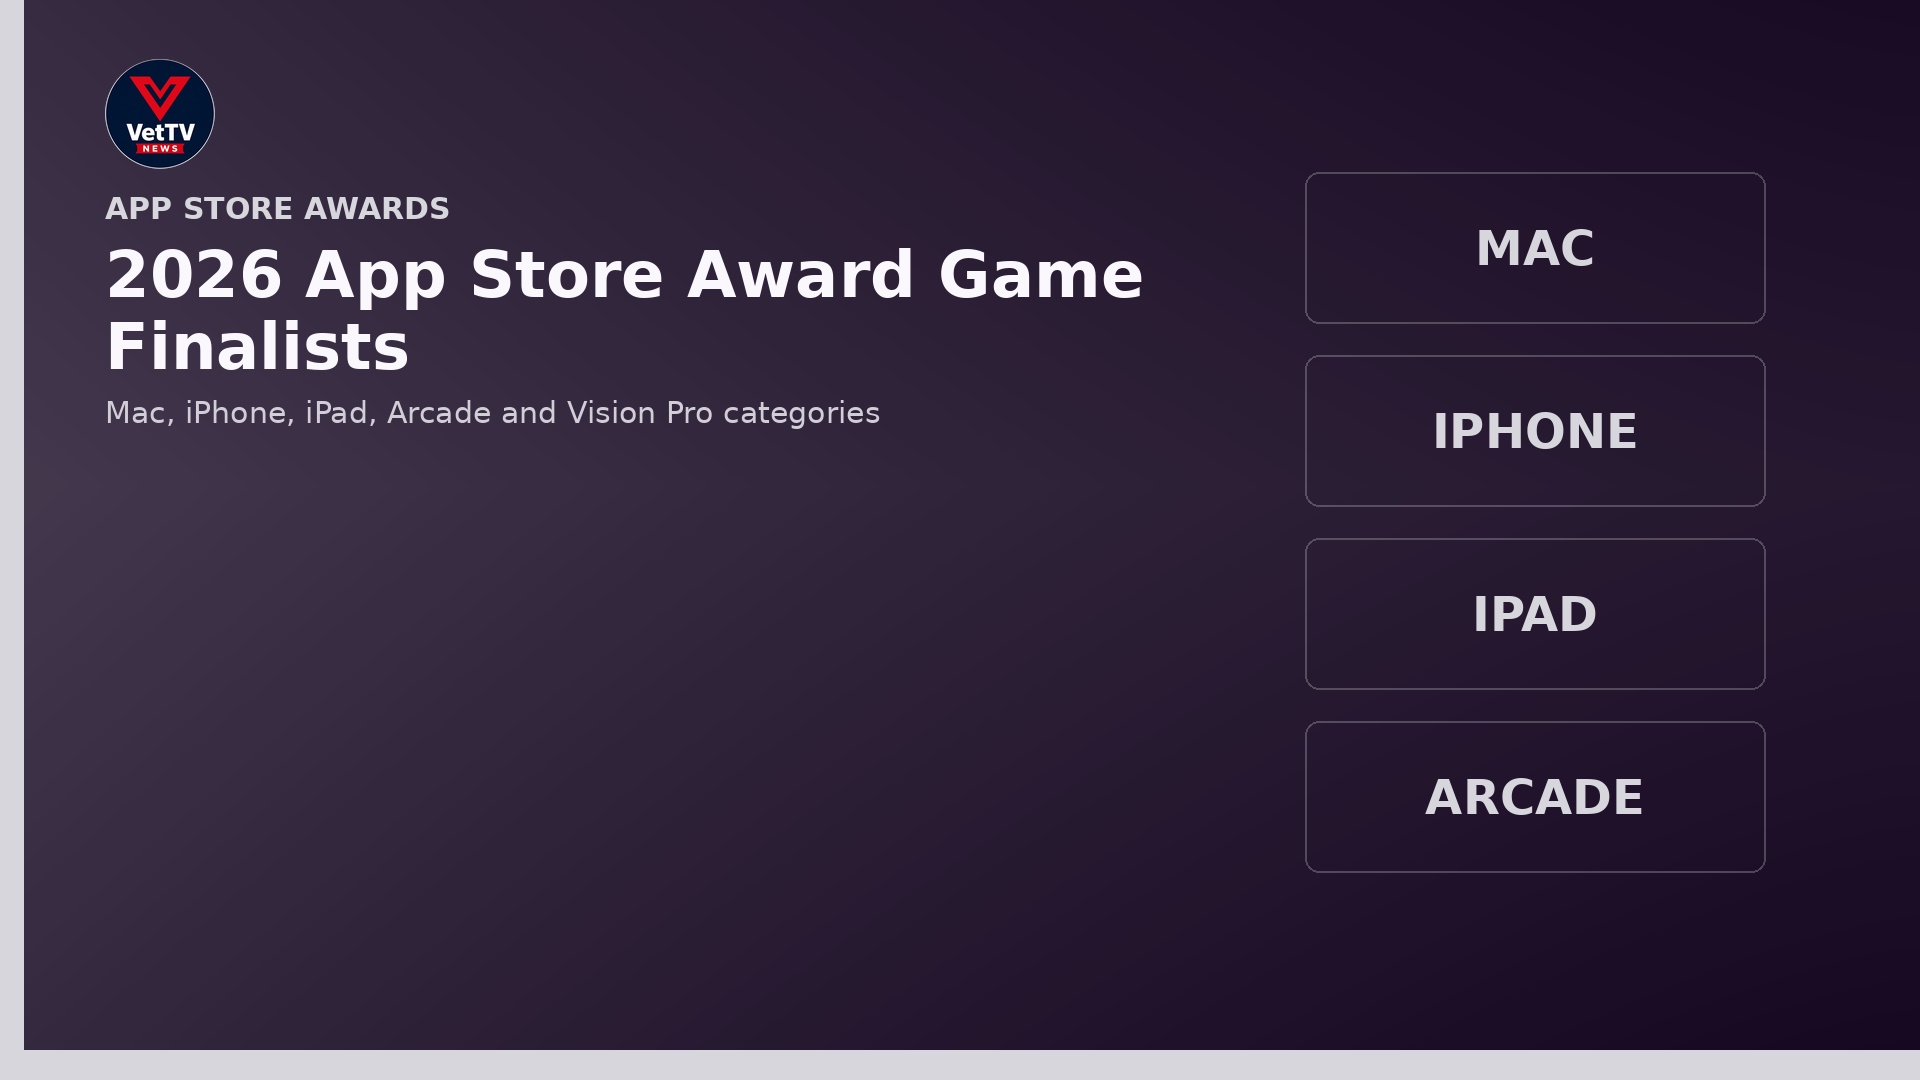 VetTV
NEWS
APP STORE AWARDS
2026 App Store Award Game
Finalists
Mac, iPhone, iPad, Arcade and Vision Pro categories
MAC
IPHONE
IPAD
ARCADE